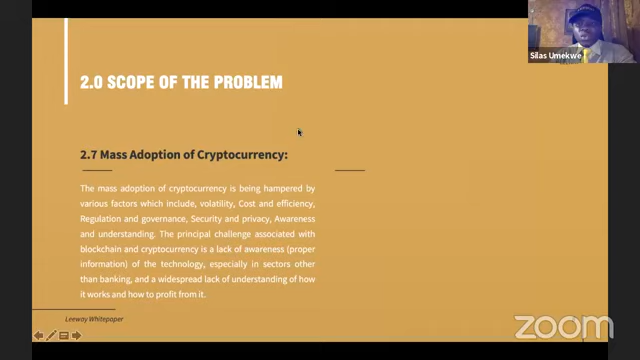 Silas Umekwe
2.0 SCOPE OF THE PROBLEM
2.7 Mass Adoption of Cryptocurrency:
The mass adoption of cryptocurrency is being hampered by
various factors which include, volatility, Cost and efficiency,
Regulation and governance, Security and privacy, Awareness
and understanding. The principal challenge associated with
blockchain and cryptocurrency is a lack of awareness (proper
information) of the technology, especially in sectors other
than banking, and a widespread lack of understanding of how
it works and how to profit from it.
Leeway Whitepaper
zoom